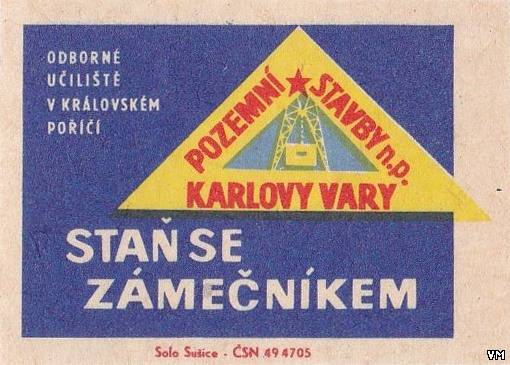 ODBORNÉ
UČILIŠTĚ
V KRÁLOVSKÉM
POŘÍČÍ
POZEMNÍ ★ STAVBY n.p.
KARLOVY VARY
STAŇ SE
ZÁMEČNÍKEM
Solo Sušice - ČSN 49 4705
VM